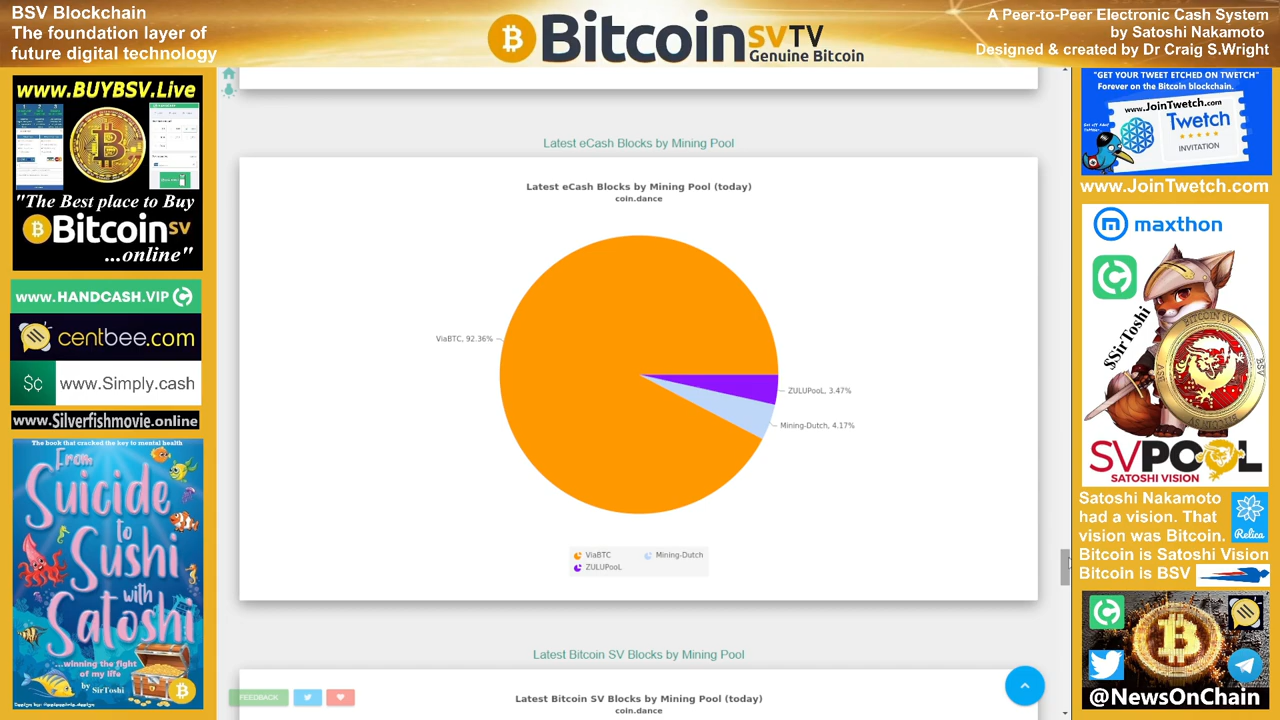 BSV Blockchain
The foundation layer of
future digital technology
Bitcoin SVTV
Genuine Bitcoin
A Peer-to-Peer Electronic Cash System
by Satoshi Nakamoto
Designed & created by Dr Craig S.Wright
www.BUYBSV.Live
"The Best place to Buy
Bitcoin SV
...online"
www.HANDCASH.VIP
centbee.com
$c www.Simply.cash
www.Silverfishmovie.online
The book that cracked the key to mental health
From
Suicide
to
Sushi
with
Satoshi
...winning the fight
of my life
by SirToshi
Latest eCash Blocks by Mining Pool
Latest eCash Blocks by Mining Pool (today)
coin.dance
ViaBTC, 92.36%
ZULUPooL, 3.47%
Mining-Dutch, 4.17%
ViaBTC
Mining-Dutch
ZULUPooL
Latest Bitcoin SV Blocks by Mining Pool
Latest Bitcoin SV Blocks by Mining Pool (today)
coin.dance
FEEDBACK
"GET YOUR TWEET ETCHED ON TWETCH"
Forever on the Bitcoin blockchain.
www.JoinTwetch.com
Twetch
INVITATION
www.JoinTwetch.com
maxthon
$SirToshi
BITCOIN SV
BSV
BSV
SVPOOL
SATOSHI VISION
Satoshi Nakamoto
had a vision. That
vision was Bitcoin.
Relica
Bitcoin is Satoshi Vision
Bitcoin is BSV
@NewsOnChain